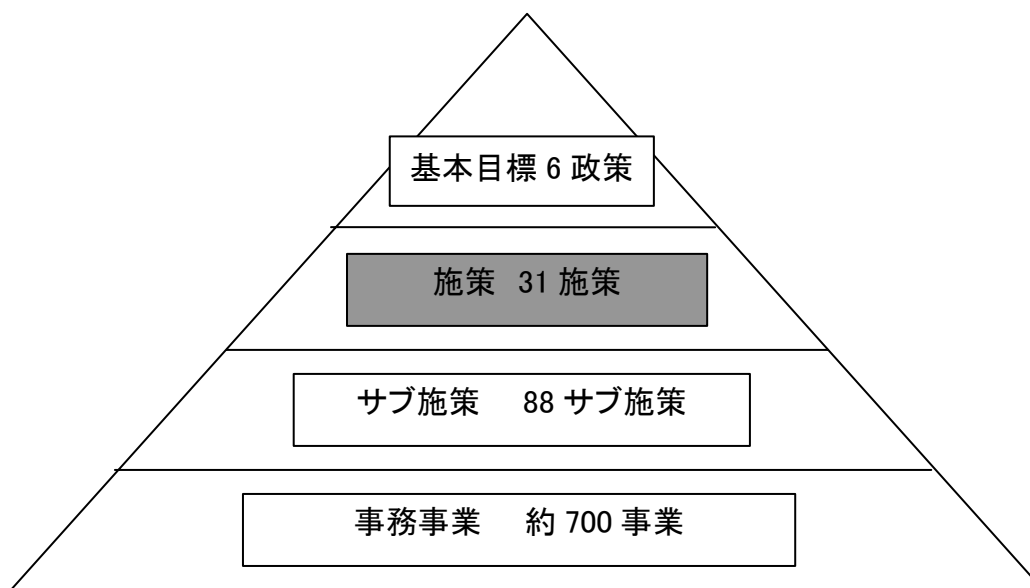 基本目標 6 政策
施策 31 施策
サブ施策 88 サブ施策
事務事業 約 700 事業